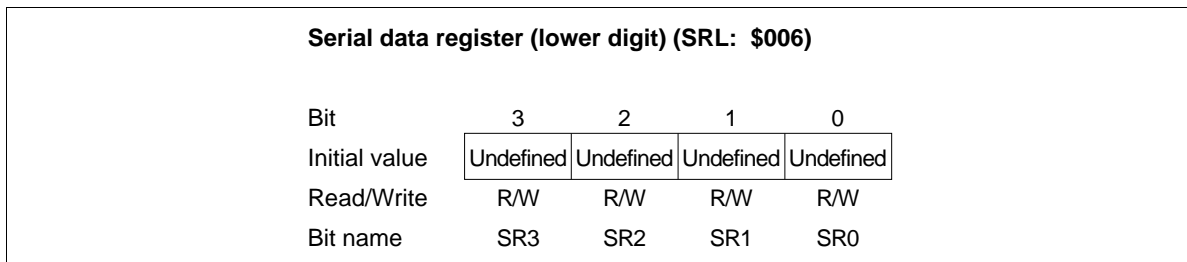 Serial data register (lower digit) (SRL: $006)
Bit 3 2 1 0
Initial value Undefined Undefined Undefined Undefined
Read/Write R/W R/W R/W R/W
Bit name SR3 SR2 SR1 SR0